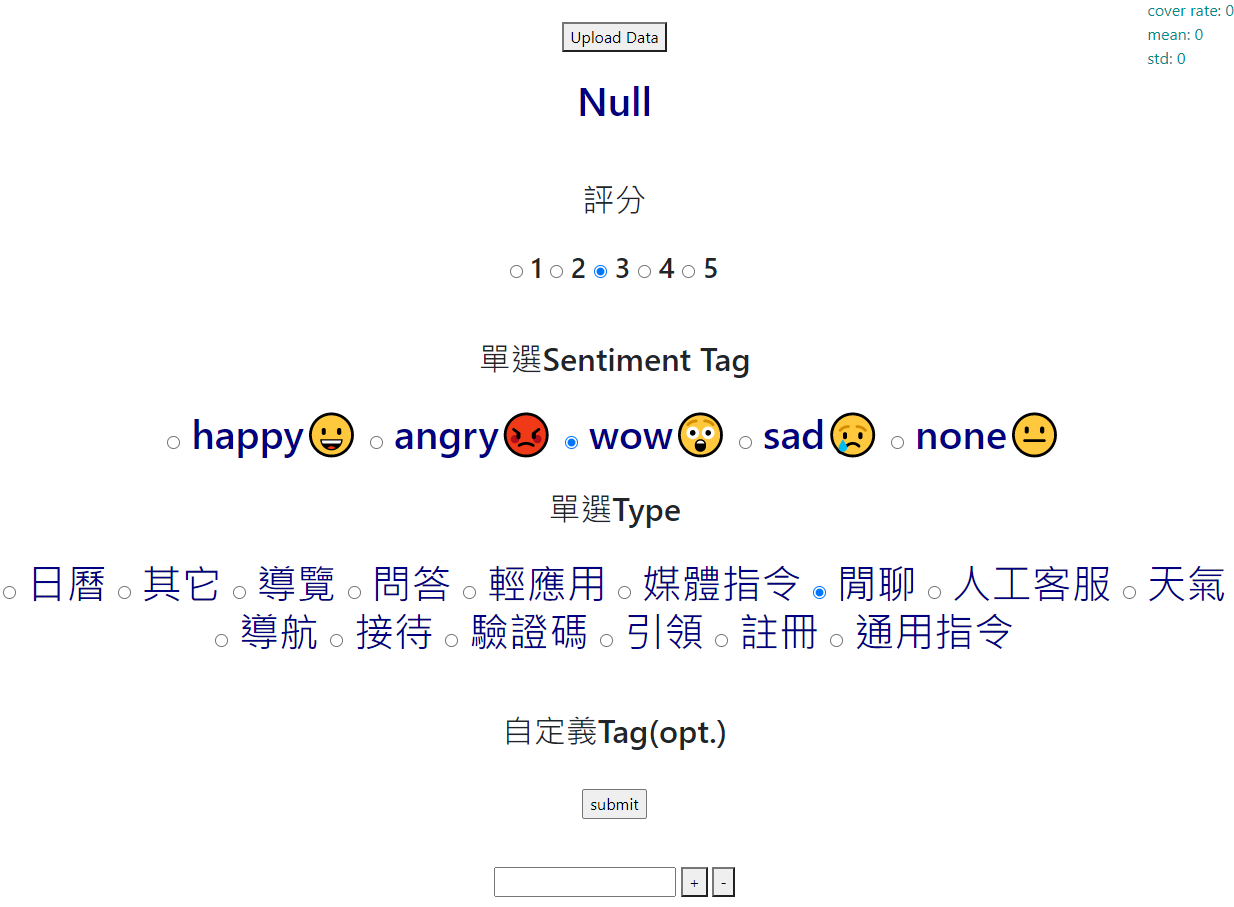 cover rate: 0
mean: 0
std: 0
Upload Data
Null
評分
1 2 3 4 5
單選Sentiment Tag
happy😀 angry😡 wow😲 sad😢 none😐
單選Type
日曆 其它 導覽 問答 輕應用 媒體指令 閒聊 人工客服 天氣
導航 接待 驗證碼 引領 註冊 通用指令
自定義Tag(opt.)
submit
+ -